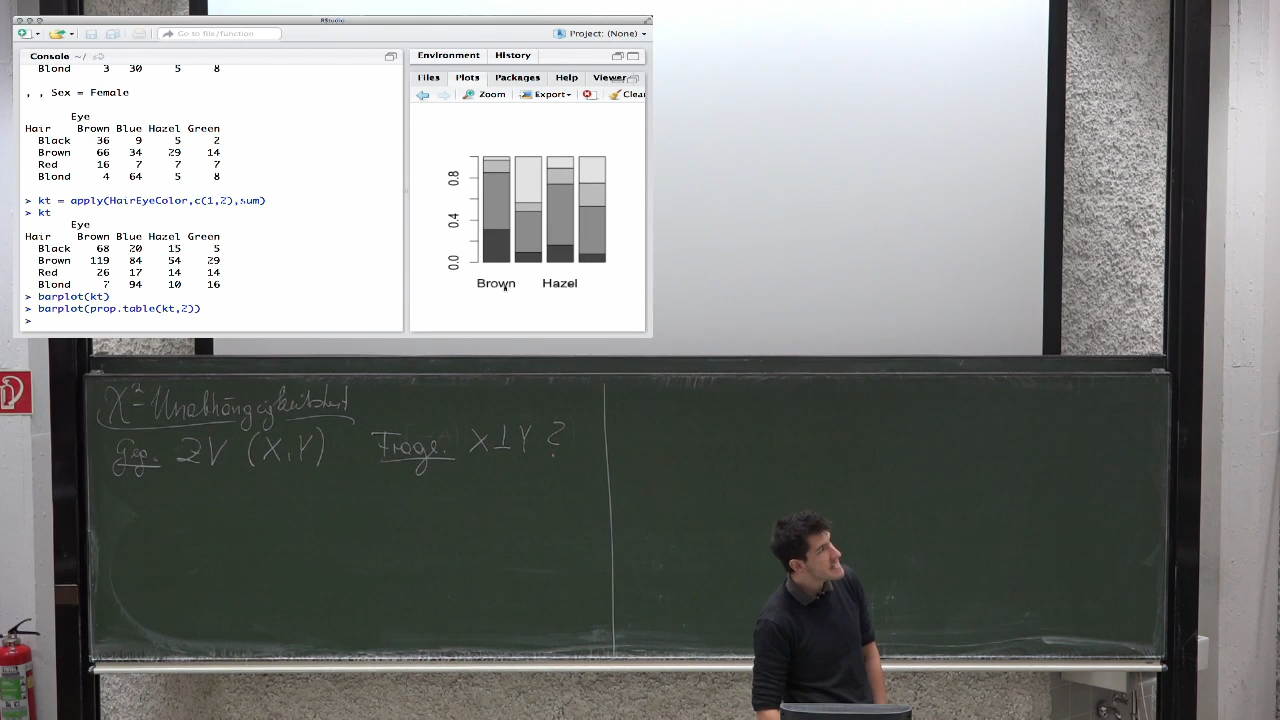 RStudio
Go to file/function
Project: (None)
Console ~/
Blond 3 30 5 8
, , Sex = Female
Eye
Hair Brown Blue Hazel Green
Black 36 9 5 2
Brown 66 34 29 14
Red 16 7 7 7
Blond 4 64 5 8
> kt = apply(HairEyeColor,c(1,2),sum)
> kt
Eye
Hair Brown Blue Hazel Green
Black 68 20 15 5
Brown 119 84 54 29
Red 26 17 14 14
Blond 7 94 10 16
> barplot(kt)
> barplot(prop.table(kt,2))
>
Environment History
Files Plots Packages Help Viewer
Zoom Export Clear
0.8
0.4
0.0
Brown Hazel
X²-Unabhängigkeitstest
Geg. ZV (X,Y) Frage: X⊥Y ?